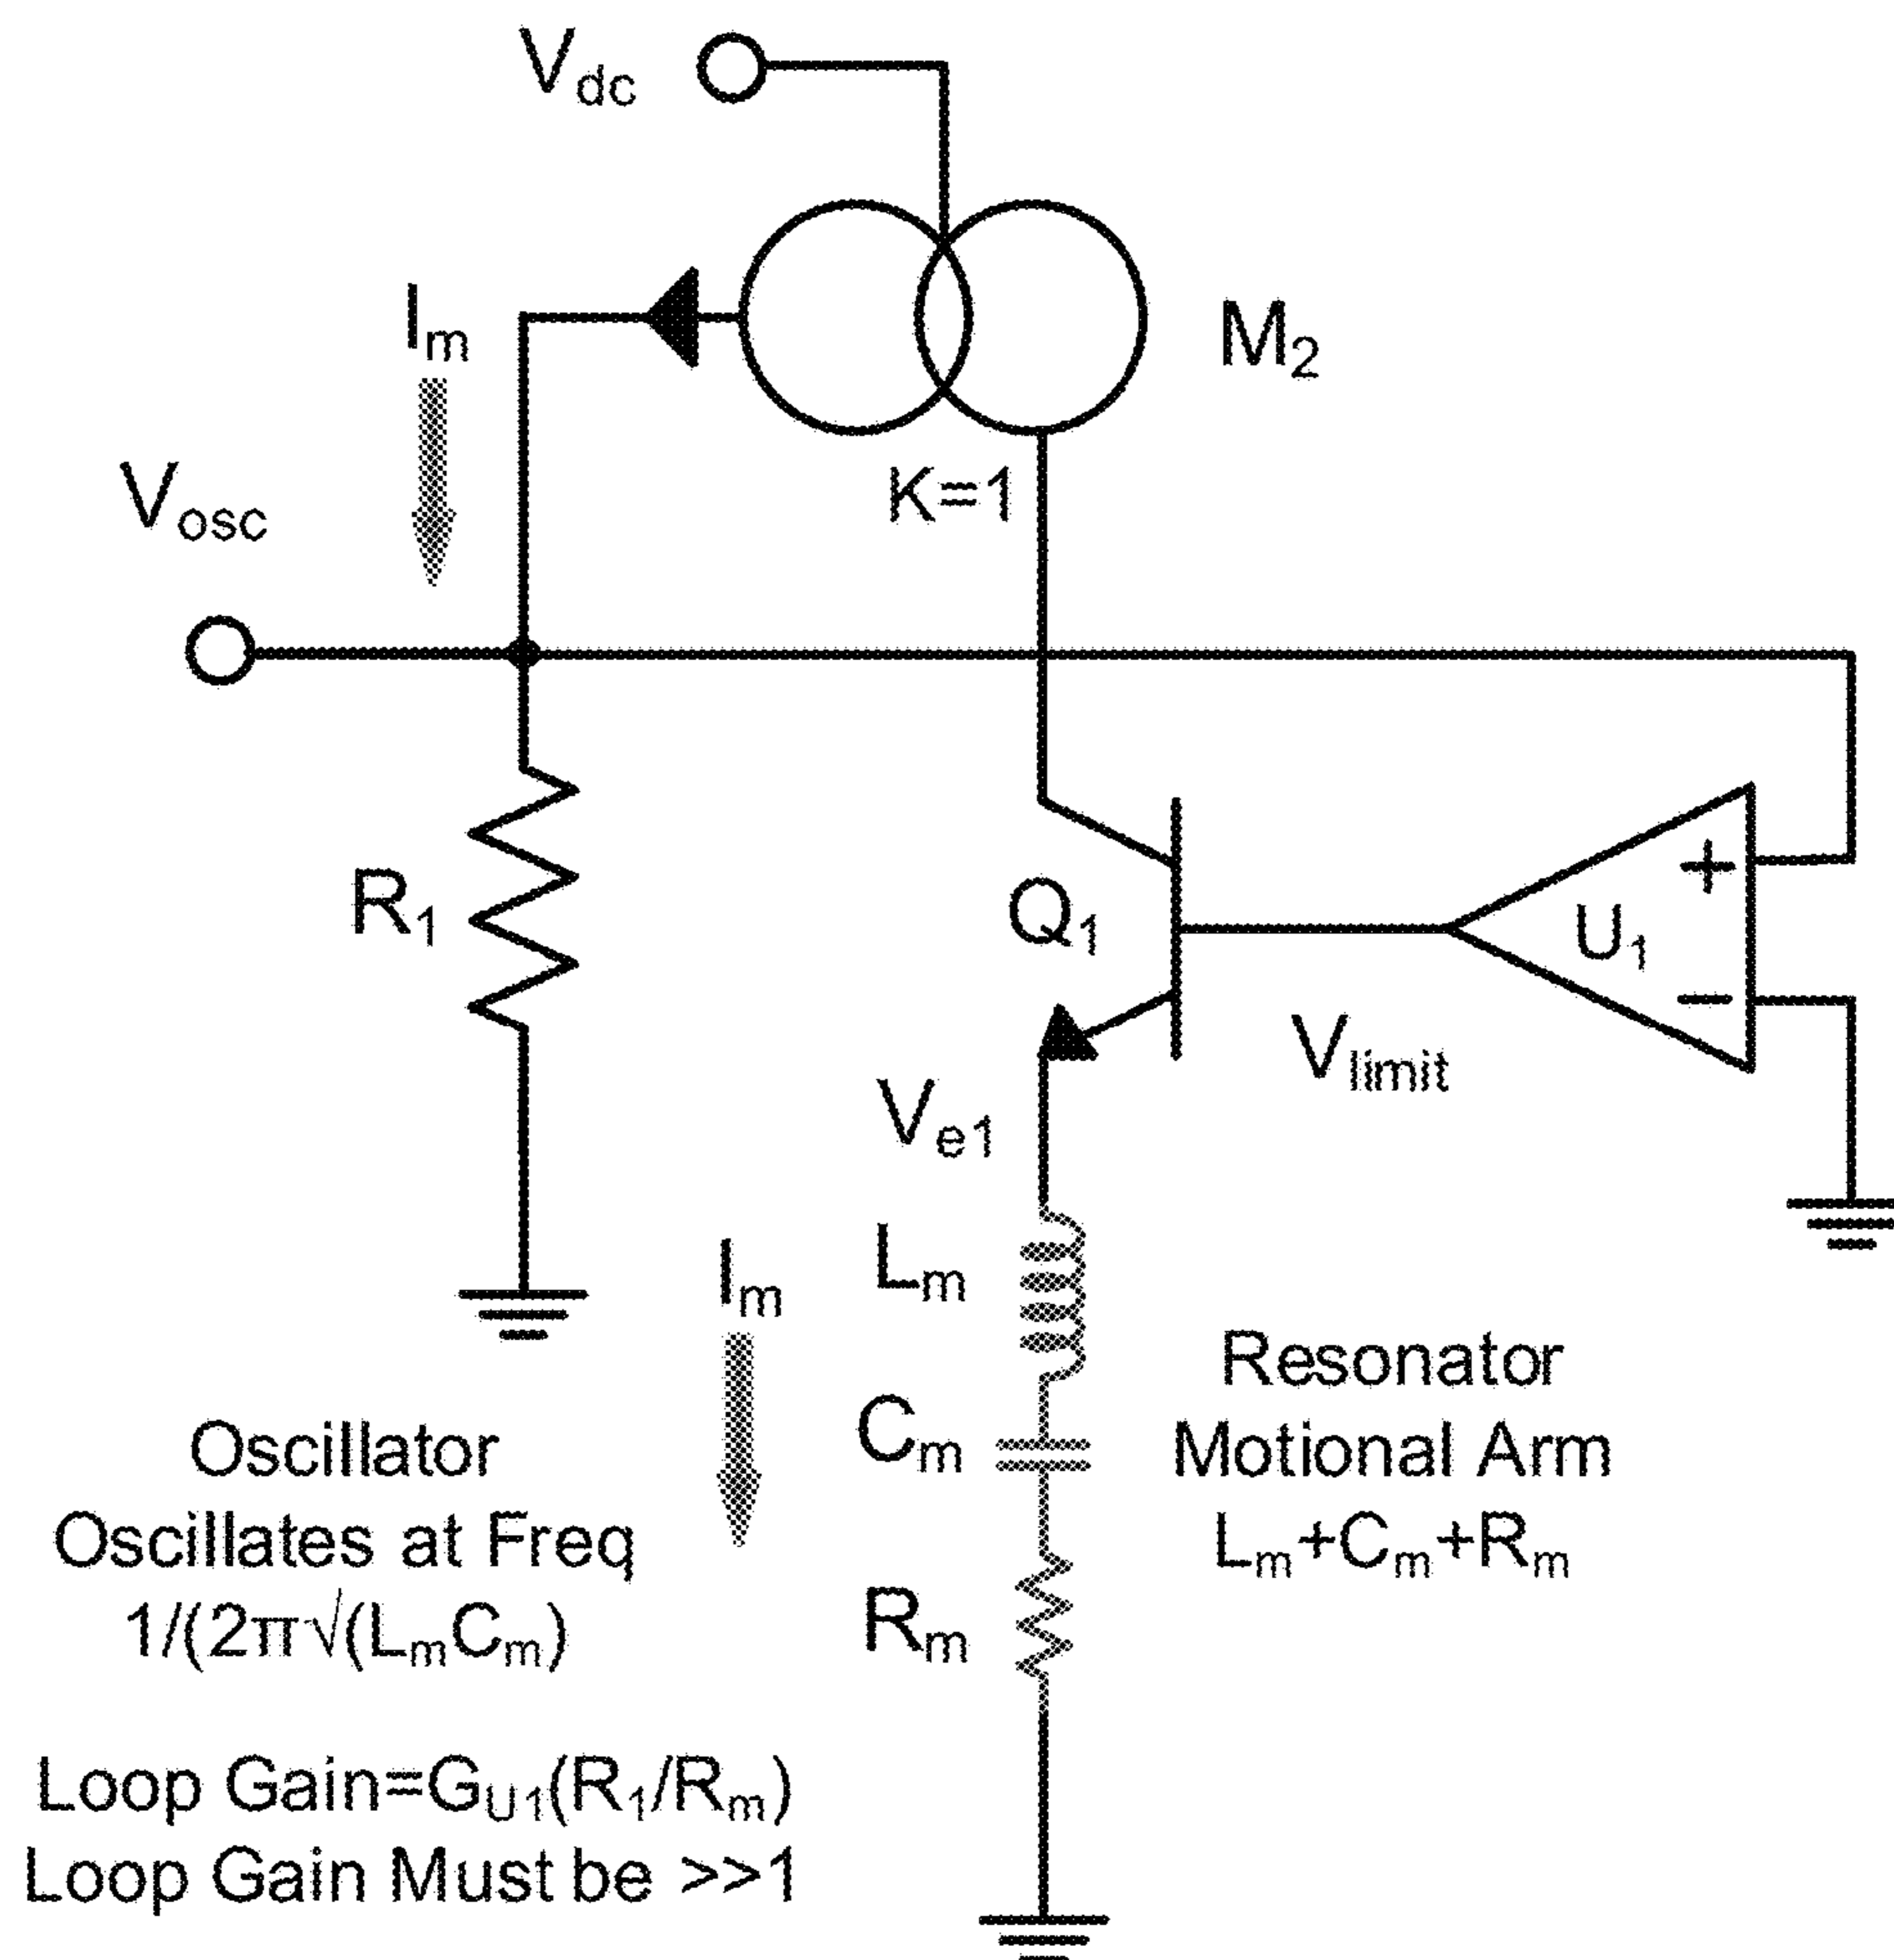 Vdc
Im
M2
K=1
Vosc
R1
Q1
+
U1
−
Vlimit
Ve1
Im
Lm
Cm
Rm
Resonator
Motional Arm
Lm+Cm+Rm
Oscillator
Oscillates at Freq
1/(2π√(LmCm)
Loop Gain=GU1(R1/Rm)
Loop Gain Must be >>1